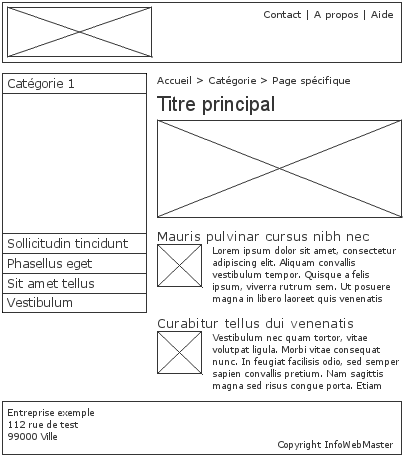 Contact | A propos | Aide
Catégorie 1
Sollicitudin tincidunt
Phasellus eget
Sit amet tellus
Vestibulum
Accueil > Catégorie > Page spécifique
Titre principal
Mauris pulvinar cursus nibh nec
Lorem ipsum dolor sit amet, consectetur
adipiscing elit. Aliquam convallis
vestibulum tempor. Quisque a felis
ipsum, viverra rutrum sem. Ut posuere
magna in libero laoreet quis venenatis
Curabitur tellus dui venenatis
Vestibulum nec quam tortor, vitae
volutpat ligula. Morbi vitae consequat
nunc. In feugiat facilisis odio, sed semper
sapien convallis pretium. Nam sagittis
magna sed risus congue porta. Etiam
Entreprise exemple
112 rue de test
99000 Ville
Copyright InfoWebMaster